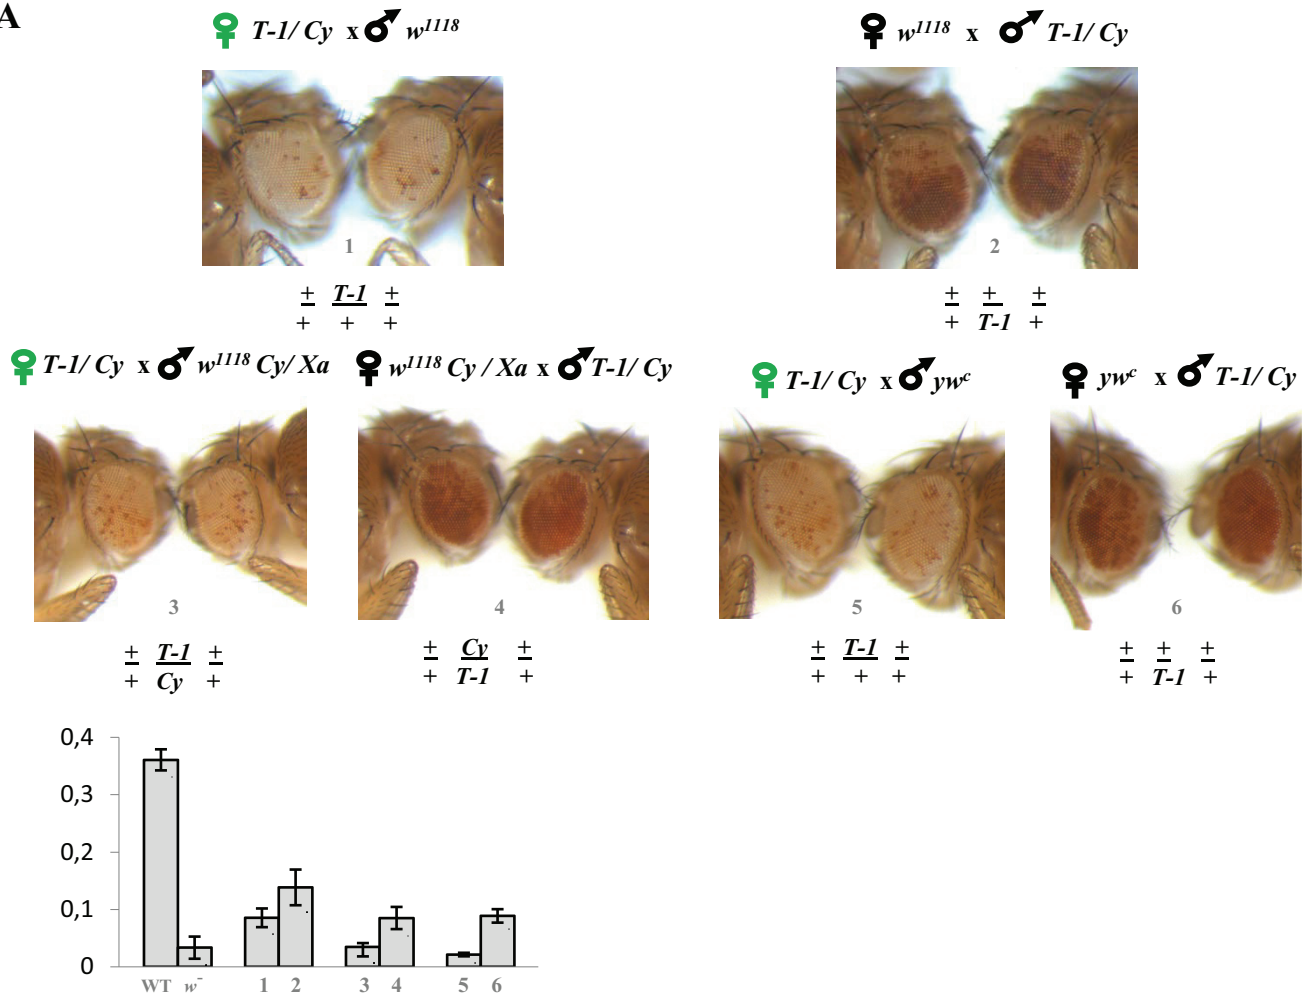 A
♀ T-1/ Cy x ♂ w1118
♀ w1118 x ♂ T-1/ Cy
1
2
+ T-1 +
+ + +
+ + +
+ T-1 +
♀ T-1/ Cy x ♂ w1118 Cy/ Xa
♀ w1118 Cy / Xa x ♂ T-1/ Cy
♀ T-1/ Cy x ♂ ywc
♀ ywc x ♂ T-1/ Cy
3
4
5
6
+ T-1 +
+ Cy +
+ Cy +
+ T-1 +
+ T-1 +
+ + +
+ + +
+ T-1 +
0,4
0,3
0,2
0,1
0
WT w- 1 2 3 4 5 6